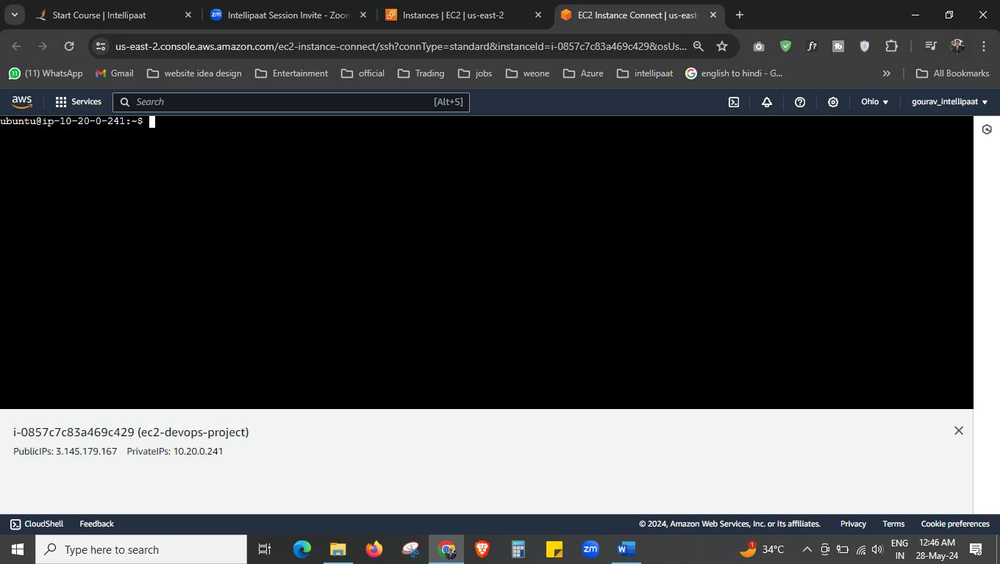 Start Course | Intellipaat
zm Intellipaat Session Invite - Zoom
Instances | EC2 | us-east-2
EC2 Instance Connect | us-east-
us-east-2.console.aws.amazon.com/ec2-instance-connect/ssh?connType=standard&instanceId=i-0857c7c83a469c429&osUs...
f?
tb
11 (11) WhatsApp
Gmail
website idea design
Entertainment
official
Trading
jobs
weone
Azure
intellipaat
english to hindi - G...
»
All Bookmarks
aws
Services
Search
[Alt+S]
Ohio
gourav_intellipaat
ubuntu@ip-10-20-0-241:~$
i-0857c7c83a469c429 (ec2-devops-project)
PublicIPs: 3.145.179.167 PrivateIPs: 10.20.0.241
CloudShell Feedback
© 2024, Amazon Web Services, Inc. or its affiliates. Privacy Terms Cookie preferences
Type here to search
zm
W
1
34°C
ENG
IN
12:46 AM
28-May-24